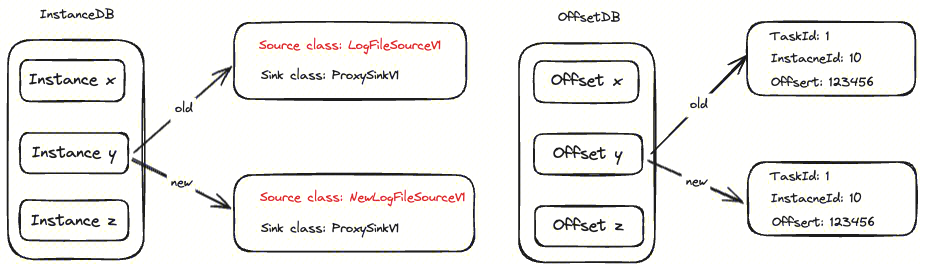 InstanceDB
Instance x
Instance y
Instance z
old
new
Source class: LogFileSourceV1
Sink class: ProxySinkV1
Source class: NewLogFileSourceV1
Sink class: ProxySinkV1
OffsetDB
Offset x
Offset y
Offset z
old
new
TaskId: 1
InstacneId: 10
Offsert: 123456
TaskId: 1
InstacneId: 10
Offsert: 123456